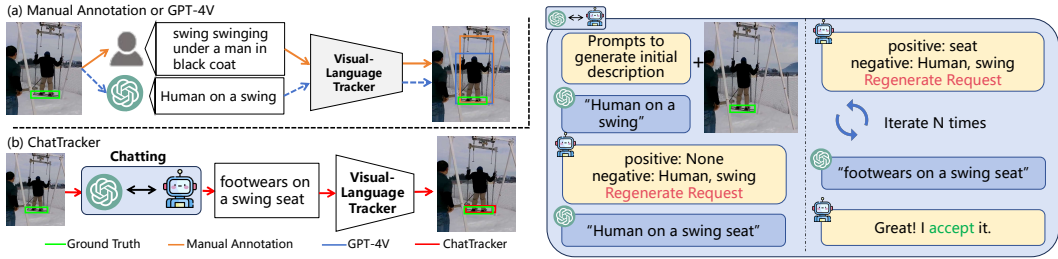 (a) Manual Annotation or GPT-4V
swing swinging
under a man in
black coat
Human on a swing
Visual-
Language
Tracker
(b) ChatTracker
Chatting
footwears on
a swing seat
Visual-
Language
Tracker
Ground Truth
Manual Annotation
GPT-4V
ChatTracker
Prompts to
generate initial
description
+
“Human on a
swing”
positive: None
negative: Human, swing
Regenerate Request
“Human on a swing seat”
positive: seat
negative: Human, swing
Regenerate Request
Iterate N times
“footwears on a swing seat”
Great! I accept it.